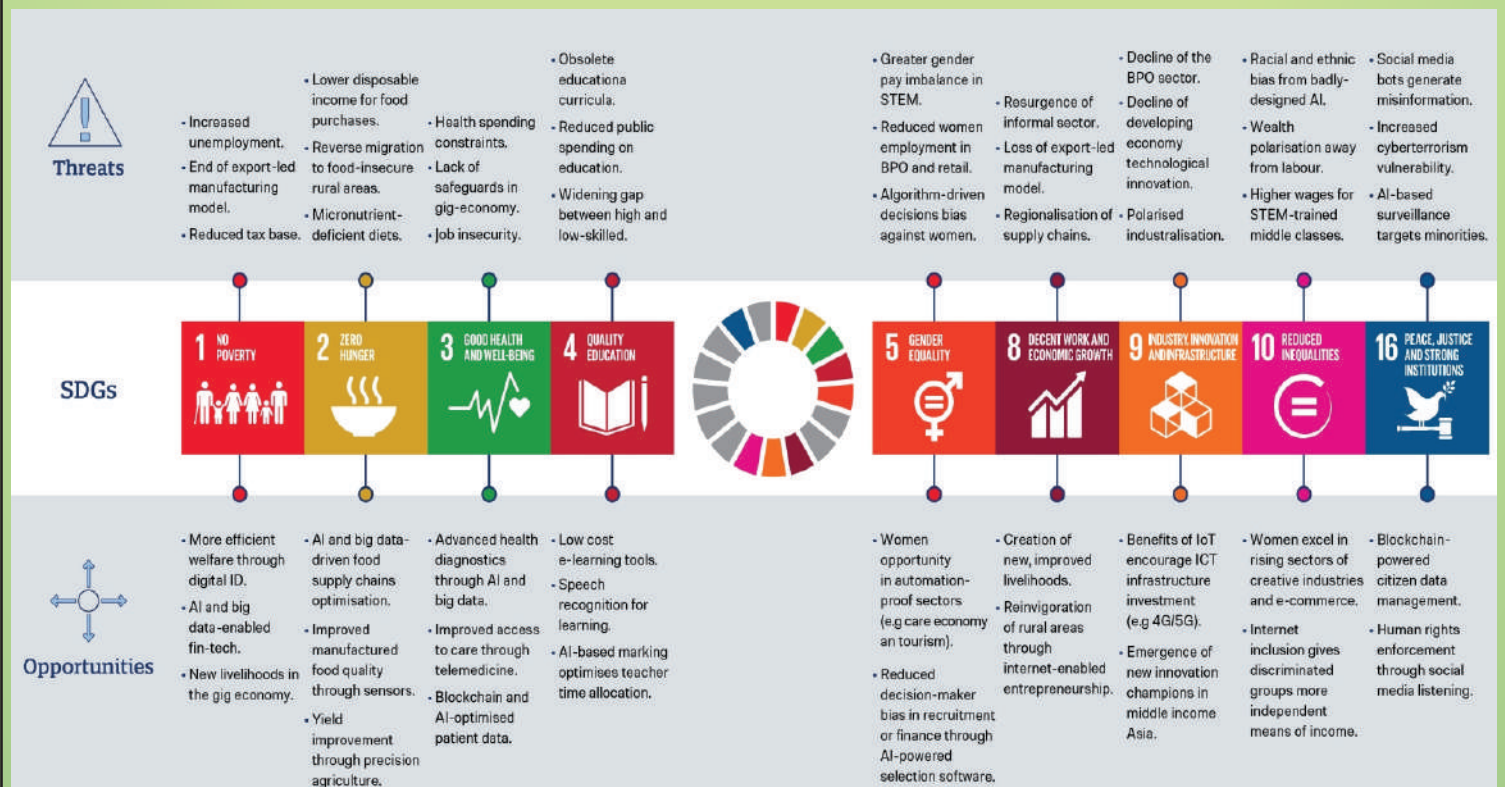 Threats
- Increased
unemployment.
- End of export-led
manufacturing
model.
- Reduced tax base.
- Lower disposable
income for food
purchases.
- Reverse migration
to food-insecure
rural areas.
- Micronutrient-
deficient diets.
- Health spending
constraints.
- Lack of
safeguards in
gig-economy.
- Job insecurity.
- Obsolete
educationa
curricula.
- Reduced public
spending on
education.
- Widening gap
between high and
low-skilled.
- Greater gender
pay imbalance in
STEM.
- Reduced women
employment in
BPO and retail.
- Algorithm-driven
decisions bias
against women.
- Resurgence of
informal sector.
- Loss of export-led
manufacturing
model.
- Regionalisation of
supply chains.
- Decline of the
BPO sector.
- Decline of
developing
economy
technological
innovation.
- Polarised
industralisation.
- Racial and ethnic
bias from badly-
designed AI.
- Wealth
polarisation away
from labour.
- Higher wages for
STEM-trained
middle classes.
- Social media
bots generate
misinformation.
- Increased
cyberterrorism
vulnerability.
- AI-based
surveillance
targets minorities.
SDGs
1 NO
POVERTY
2 ZERO
HUNGER
3 GOOD HEALTH
AND WELL-BEING
4 QUALITY
EDUCATION
5 GENDER
EQUALITY
8 DECENT WORK AND
ECONOMIC GROWTH
9 INDUSTRY, INNOVATION
AND INFRASTRUCTURE
10 REDUCED
INEQUALITIES
16 PEACE, JUSTICE
AND STRONG
INSTITUTIONS
Opportunities
- More efficient
welfare through
digital ID.
- AI and big
data-enabled
fin-tech.
- New livelihoods in
the gig economy.
- AI and big data-
driven food
supply chains
optimisation.
- Improved
manufactured
food quality
through sensors.
- Yield
improvement
through precision
agriculture.
- Advanced health
diagnostics
through AI and
big data.
- Improved access
to care through
telemedicine.
- Blockchain and
AI-optimised
patient data.
- Low cost
e-learning tools.
- Speech
recognition for
learning.
- AI-based marking
optimises teacher
time allocation.
- Women
opportunity
in automation-
proof sectors
(e.g care economy
an tourism).
- Reduced
decision-maker
bias in recruitment
or finance through
AI-powered
selection software.
- Creation of
new, improved
livelihoods.
- Reinvigoration
of rural areas
through
internet-enabled
entrepreneurship.
- Benefits of IoT
encourage ICT
infrastructure
investment
(e.g 4G/5G).
- Emergence of
new innovation
champions in
middle income
Asia.
- Women excel in
rising sectors of
creative industries
and e-commerce.
- Internet
inclusion gives
discriminated
groups more
independent
means of income.
- Blockchain-
powered
citizen data
management.
- Human rights
enforcement
through social
media listening.